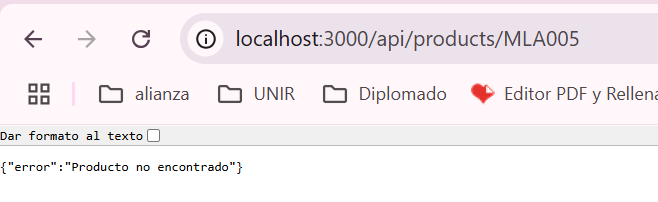 localhost:3000/api/products/MLA005
alianza UNIR Diplomado Editor PDF y Rellena
Dar formato al texto
{"error":"Producto no encontrado"}